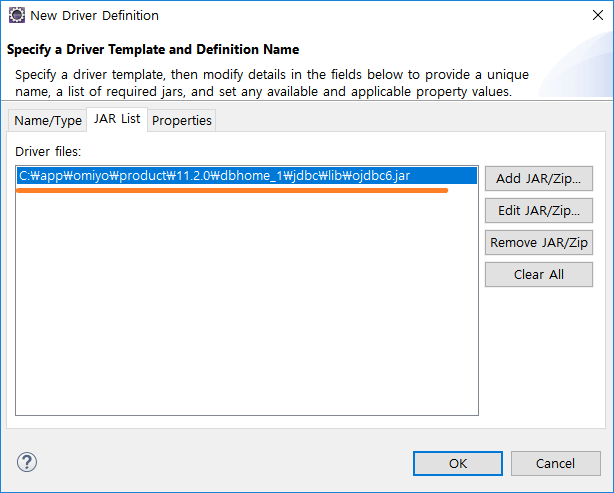 New Driver Definition
Specify a Driver Template and Definition Name
Specify a driver template, then modify details in the fields below to provide a unique
name, a list of required jars, and set any available and applicable property values.
Name/Type JAR List Properties
Driver files:
C:₩app₩omiyo₩product₩11.2.0₩dbhome_1₩jdbc₩lib₩ojdbc6.jar
Add JAR/Zip...
Edit JAR/Zip...
Remove JAR/Zip
Clear All
?
OK Cancel